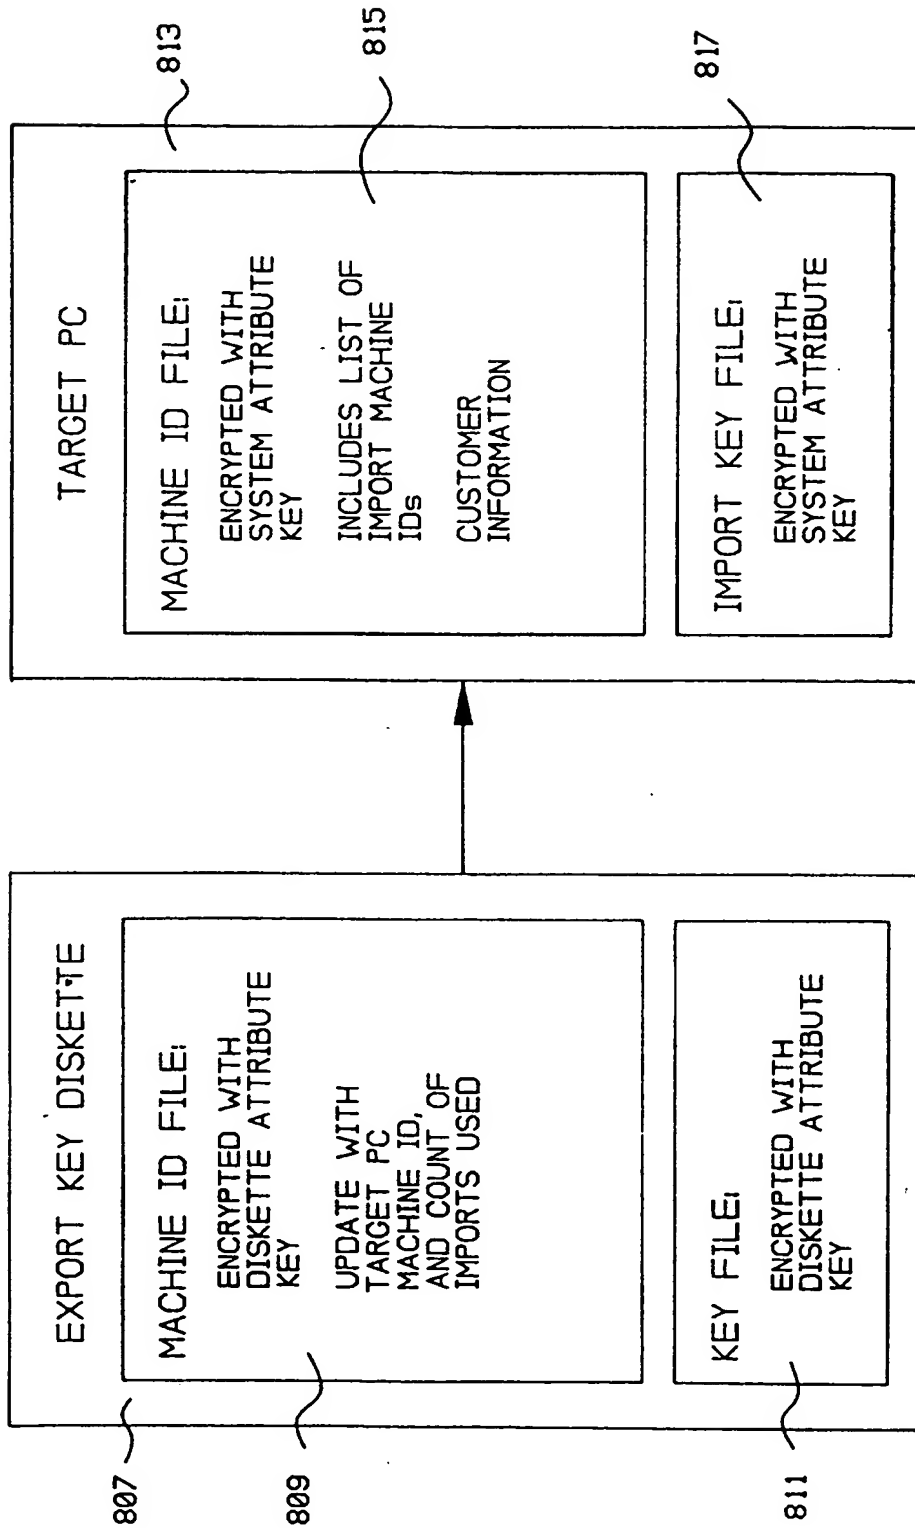 EXPORT KEY DISKETTE
807
MACHINE ID FILE:
ENCRYPTED WITH
DISKETTE ATTRIBUTE
KEY
809
UPDATE WITH
TARGET PC
MACHINE ID,
AND COUNT OF
IMPORTS USED
KEY FILE:
ENCRYPTED WITH
DISKETTE ATTRIBUTE
KEY
811
TARGET PC
813
MACHINE ID FILE:
ENCRYPTED WITH
SYSTEM ATTRIBUTE
KEY
815
INCLUDES LIST OF
IMPORT MACHINE
IDs
CUSTOMER
INFORMATION
IMPORT KEY FILE:
817
ENCRYPTED WITH
SYSTEM ATTRIBUTE
KEY